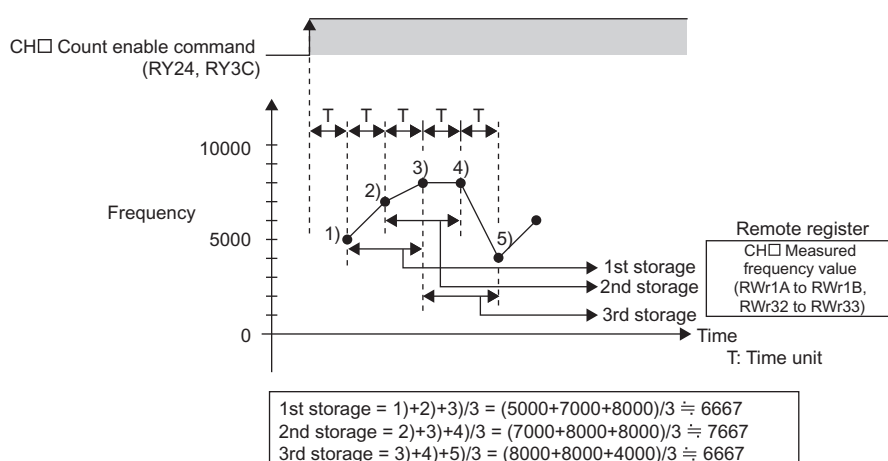 CH□ Count enable command
(RY24, RY3C)
T T T T T
10000
3) 4)
2)
Frequency
Remote register
5000
1) 5)
CH□ Measured
frequency value
(RWr1A to RWr1B,
RWr32 to RWr33)
1st storage
2nd storage
3rd storage
0
Time
T: Time unit
1st storage = 1)+2)+3)/3 = (5000+7000+8000)/3 ≒ 6667
2nd storage = 2)+3)+4)/3 = (7000+8000+8000)/3 ≒ 7667
3rd storage = 3)+4)+5)/3 = (8000+8000+4000)/3 ≒ 6667